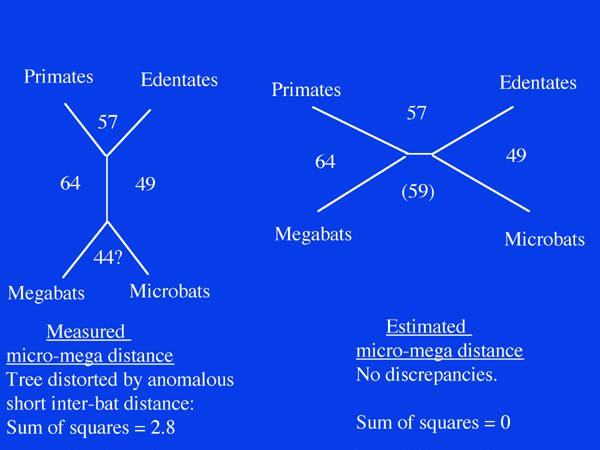 Primates
Edentates
57
64
49
44?
Megabats
Microbats
Measured
micro-mega distance
Tree distorted by anomalous
short inter-bat distance:
Sum of squares = 2.8
Primates
Edentates
57
64
49
(59)
Megabats
Microbats
Estimated
micro-mega distance
No discrepancies.
Sum of squares = 0